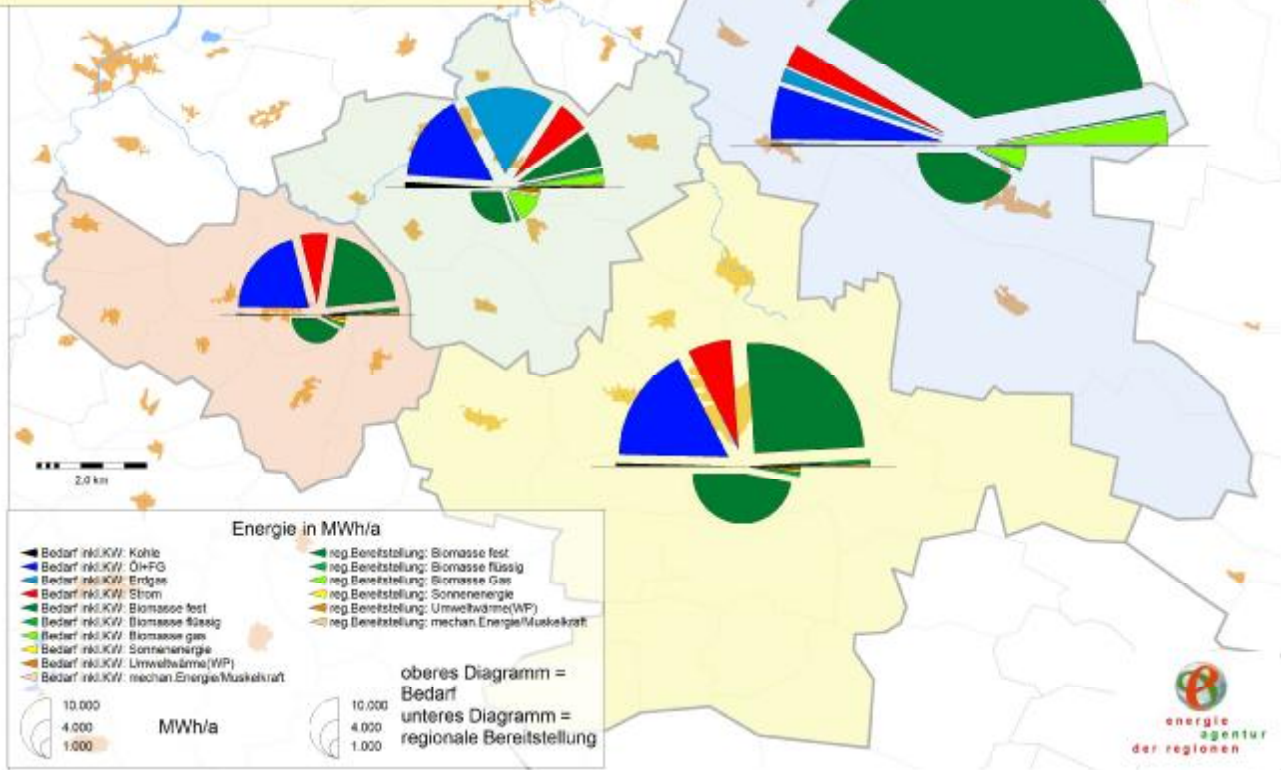 2,0 km
Energie in MWh/a
Bedarf inkl.KW: Kohle
Bedarf inkl.KW: Öl+FG
Bedarf inkl.KW: Erdgas
Bedarf inkl.KW: Strom
Bedarf inkl.KW: Biomasse fest
Bedarf inkl.KW: Biomasse flüssig
Bedarf inkl.KW: Biomasse gas
Bedarf inkl.KW: Sonnenenergie
Bedarf inkl.KW: Umweltwärme(WP)
Bedarf inkl.KW: mechan.Energie/Muskelkraft
reg.Bereitstellung: Biomasse fest
reg.Bereitstellung: Biomasse flüssig
reg.Bereitstellung: Biomasse Gas
reg.Bereitstellung: Sonnenenergie
reg.Bereitstellung: Umweltwärme(WP)
reg.Bereitstellung: mechan.Energie/Muskelkraft
10.000
4.000
1.000
MWh/a
10.000
4.000
1.000
oberes Diagramm =
Bedarf
unteres Diagramm =
regionale Bereitstellung
energie
agentur
der regionen